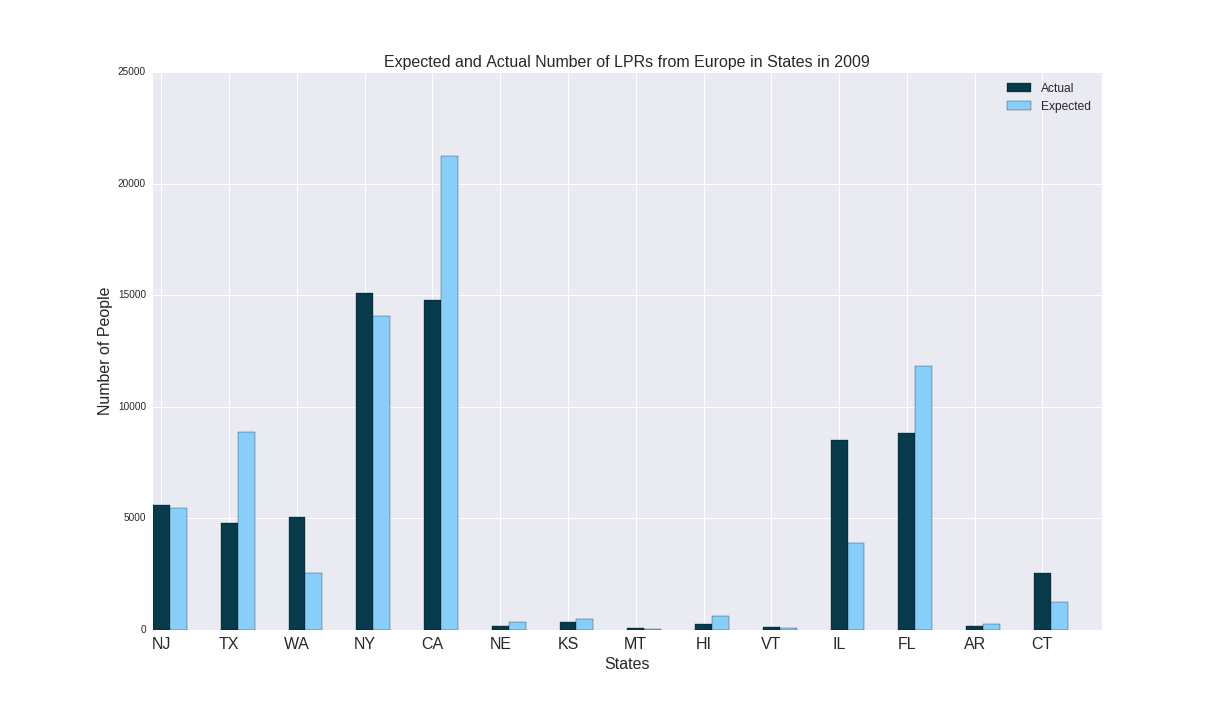 Expected and Actual Number of LPRs from Europe in States in 2009
25000
20000
15000
10000
5000
0
Number of People
Actual
Expected
NJ TX WA NY CA NE KS MT HI VT IL FL AR CT
States